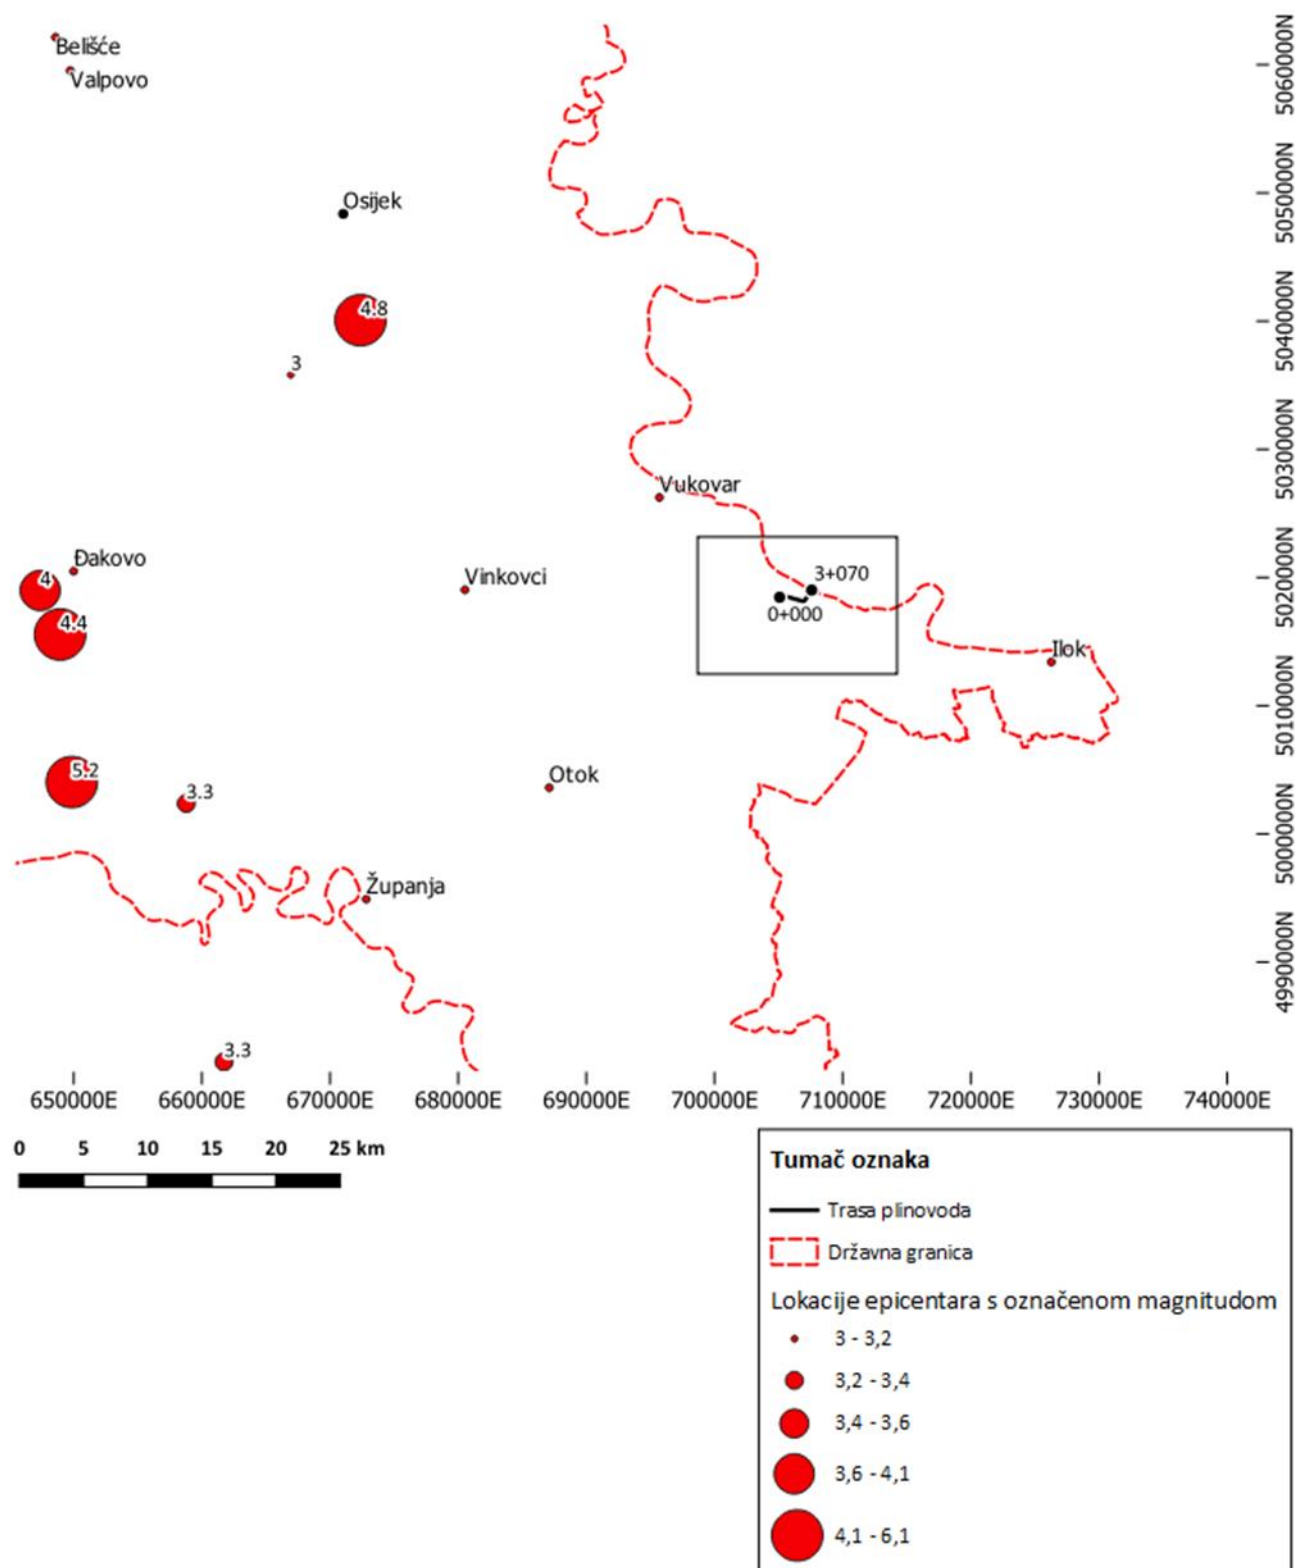 Belišće
Valpovo
5060000N
Osijek
5050000N
4.8
5040000N
3
5030000N
Vukovar
Đakovo
5020000N
4
Vinkovci
3+070
0+000
4.4
Ilok
5010000N
5.2
3.3
Otok
5000000N
Županja
4990000N
3.3
650000E 660000E 670000E 680000E 690000E 700000E 710000E 720000E 730000E 740000E
0 5 10 15 20 25 km
Tumač oznaka
Trasa plinovoda
Državna granica
Lokacije epicentara s označenom magnitudom
3 - 3,2
3,2 - 3,4
3,4 - 3,6
3,6 - 4,1
4,1 - 6,1